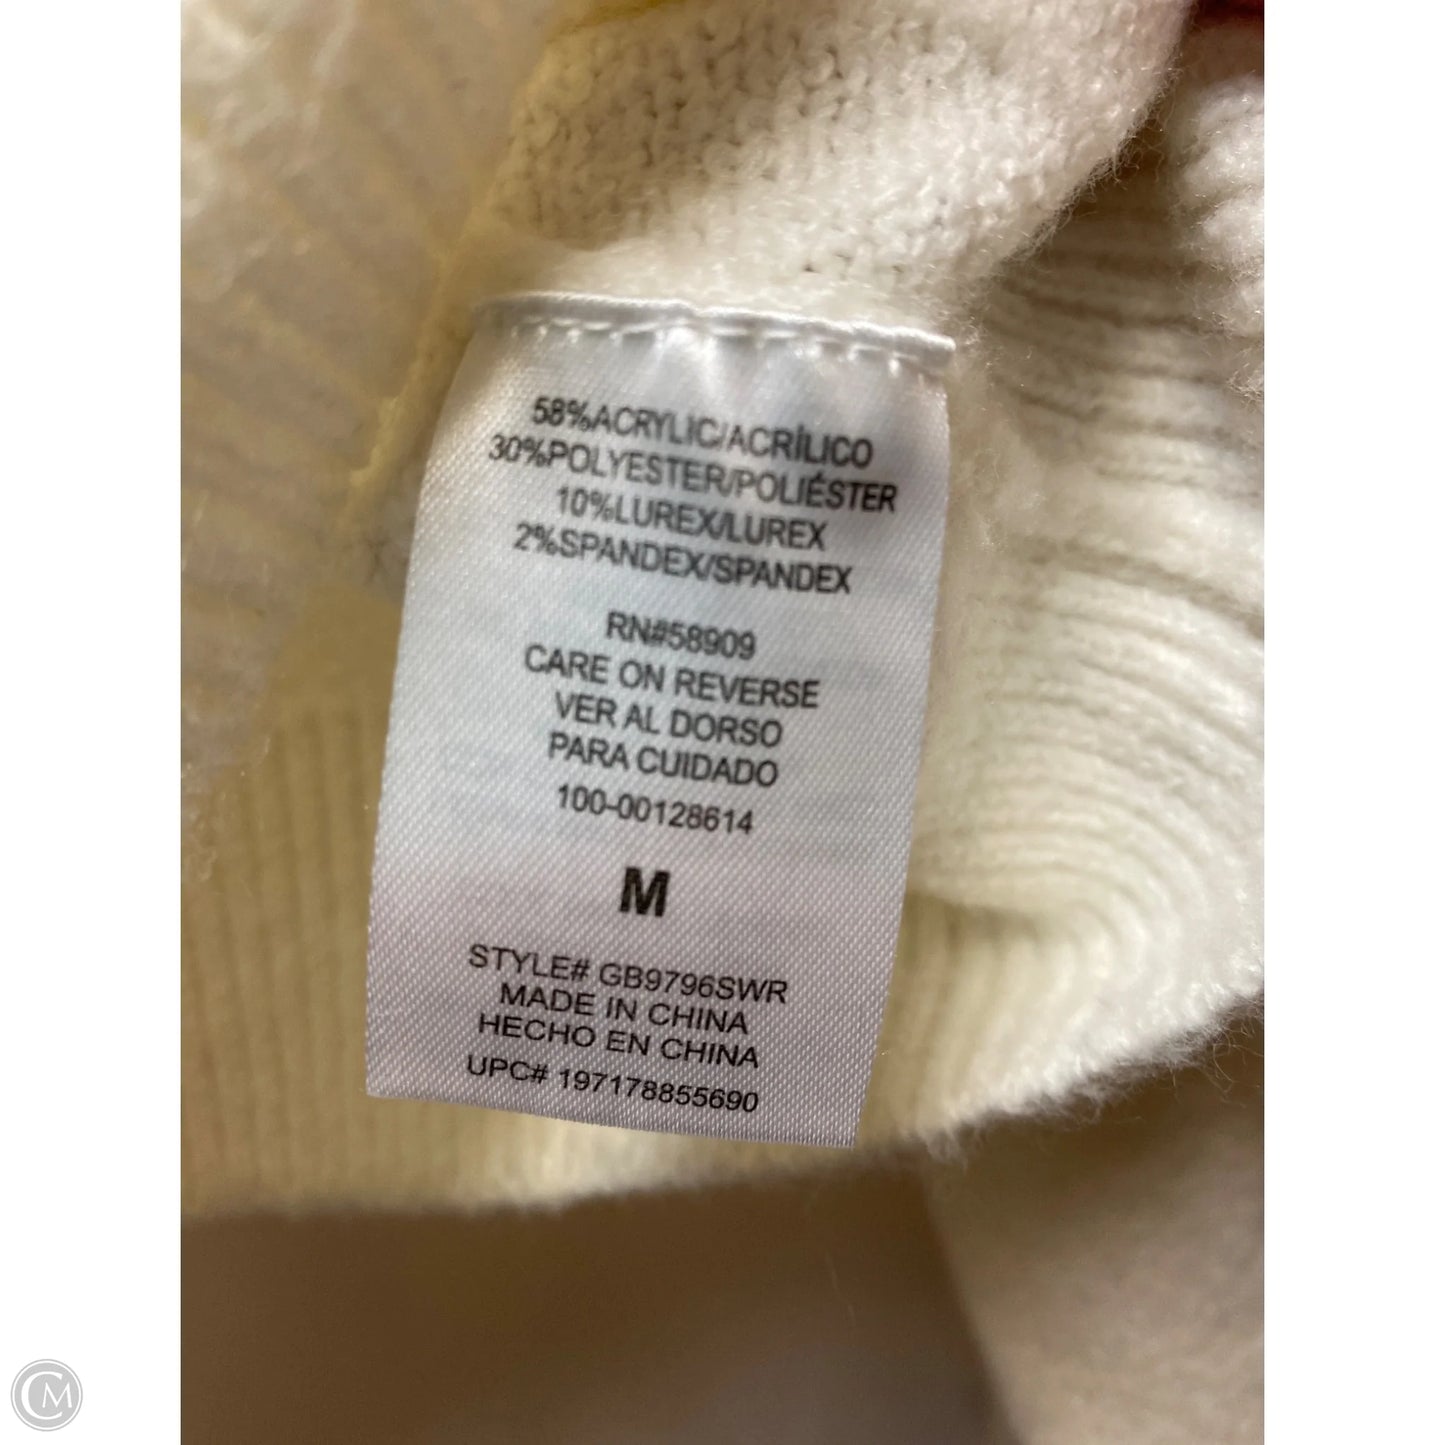 58%ACRYLIC/ACRÍLICO
30%POLYESTER/POLIÉSTER
10%LUREX/LUREX
2%SPANDEX/SPANDEX
RN#58909
CARE ON REVERSE
VER AL DORSO
PARA CUIDADO
100-00128614
M
STYLE# GB9796SWR
MADE IN CHINA
HECHO EN CHINA
UPC# 197178855690
CM